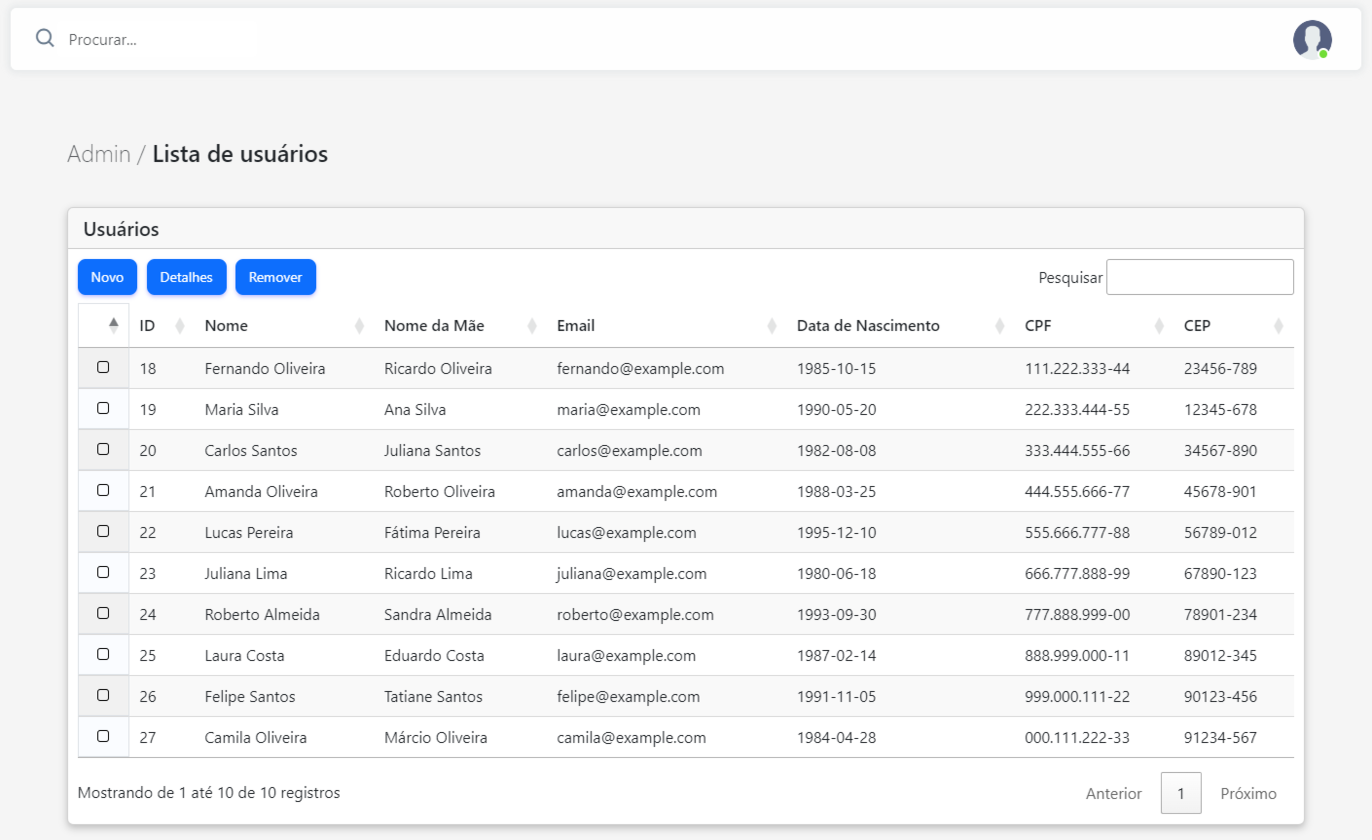 Procurar...
Admin / Lista de usuários
Usuários
Novo Detalhes Remover Pesquisar
ID Nome Nome da Mãe Email Data de Nascimento CPF CEP
18 Fernando Oliveira Ricardo Oliveira fernando@example.com 1985-10-15 111.222.333-44 23456-789
19 Maria Silva Ana Silva maria@example.com 1990-05-20 222.333.444-55 12345-678
20 Carlos Santos Juliana Santos carlos@example.com 1982-08-08 333.444.555-66 34567-890
21 Amanda Oliveira Roberto Oliveira amanda@example.com 1988-03-25 444.555.666-77 45678-901
22 Lucas Pereira Fátima Pereira lucas@example.com 1995-12-10 555.666.777-88 56789-012
23 Juliana Lima Ricardo Lima juliana@example.com 1980-06-18 666.777.888-99 67890-123
24 Roberto Almeida Sandra Almeida roberto@example.com 1993-09-30 777.888.999-00 78901-234
25 Laura Costa Eduardo Costa laura@example.com 1987-02-14 888.999.000-11 89012-345
26 Felipe Santos Tatiane Santos felipe@example.com 1991-11-05 999.000.111-22 90123-456
27 Camila Oliveira Márcio Oliveira camila@example.com 1984-04-28 000.111.222-33 91234-567
Mostrando de 1 até 10 de 10 registros Anterior 1 Próximo